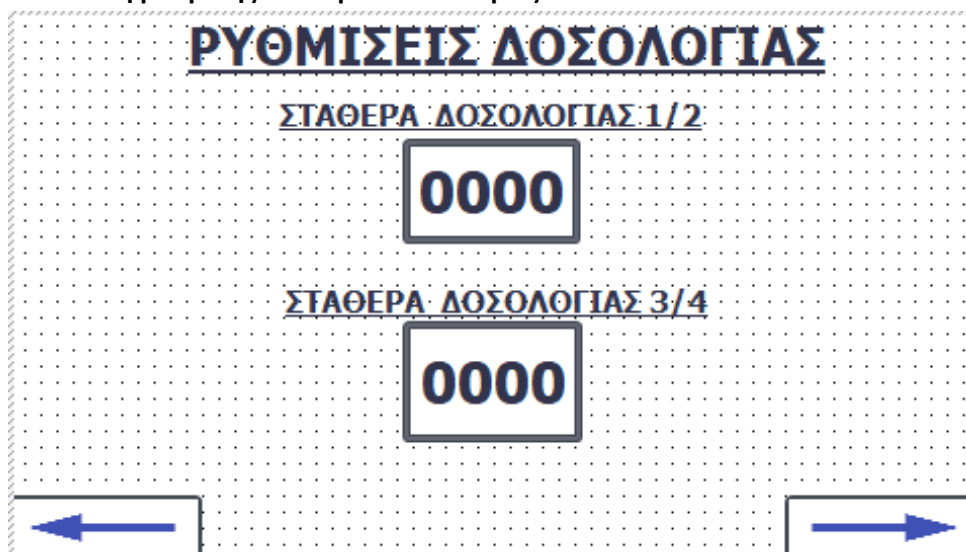 ΡΥΘΜΙΣΕΙΣ ΔΟΣΟΛΟΓΙΑΣ
ΣΤΑΘΕΡΑ ΔΟΣΟΛΟΓΙΑΣ 1/2
0000
ΣΤΑΘΕΡΑ ΔΟΣΟΛΟΓΙΑΣ 3/4
0000